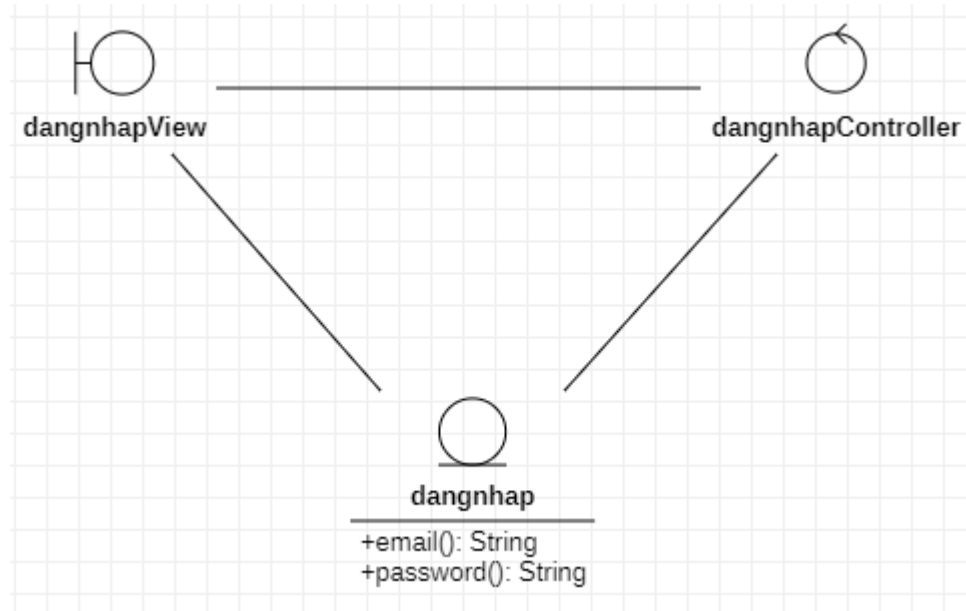 dangnhapView
dangnhapController
dangnhap
+email(): String
+password(): String